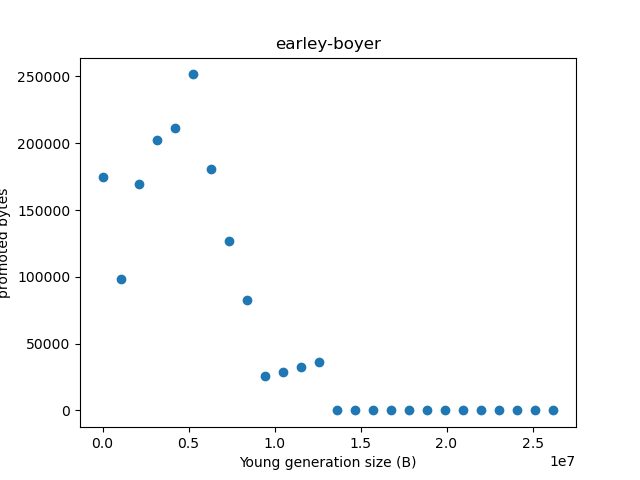 earley-boyer
250000
200000
150000
100000
50000
0
promoted bytes
0.0 0.5 1.0 1.5 2.0 2.5
1e7
Young generation size (B)